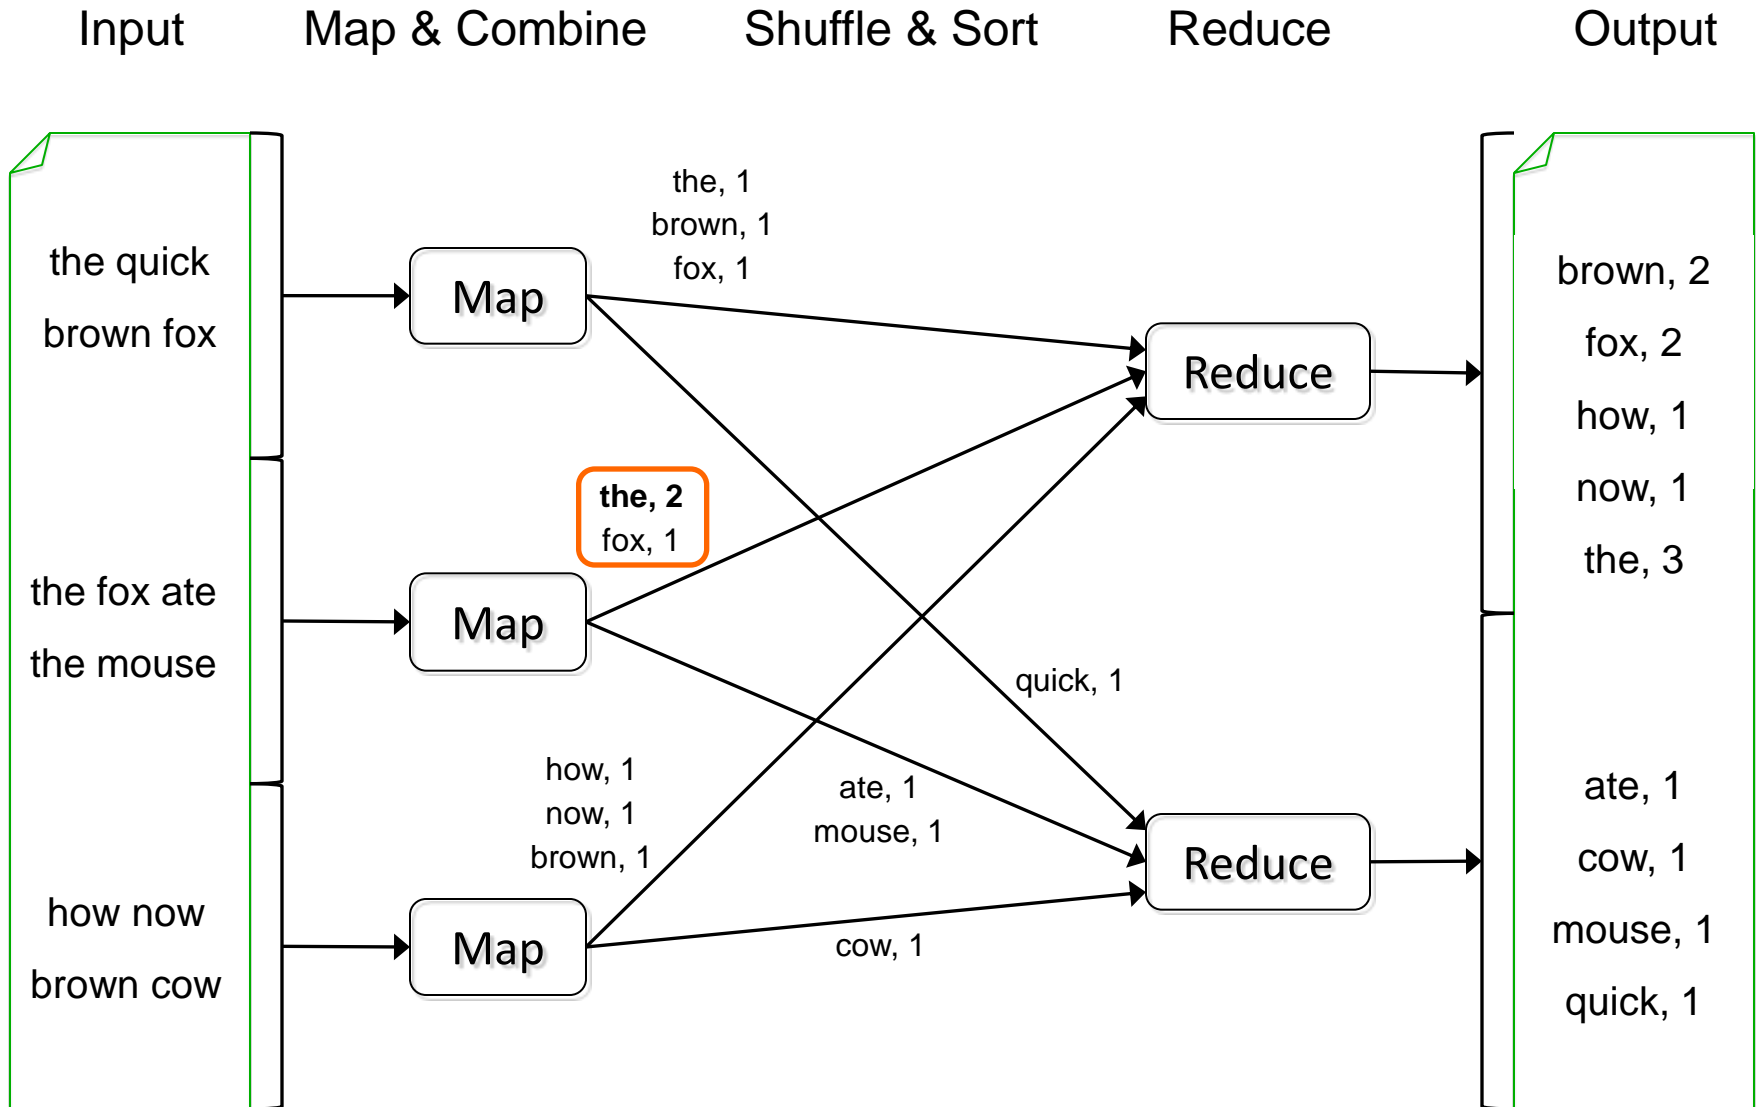 Input
Map & Combine
Shuffle & Sort
Reduce
Output
the quick
brown fox
the fox ate
the mouse
how now
brown cow
Map
Map
Map
the, 1
brown, 1
fox, 1
the, 2
fox, 1
how, 1
now, 1
brown, 1
quick, 1
ate, 1
mouse, 1
cow, 1
Reduce
Reduce
brown, 2
fox, 2
how, 1
now, 1
the, 3
ate, 1
cow, 1
mouse, 1
quick, 1